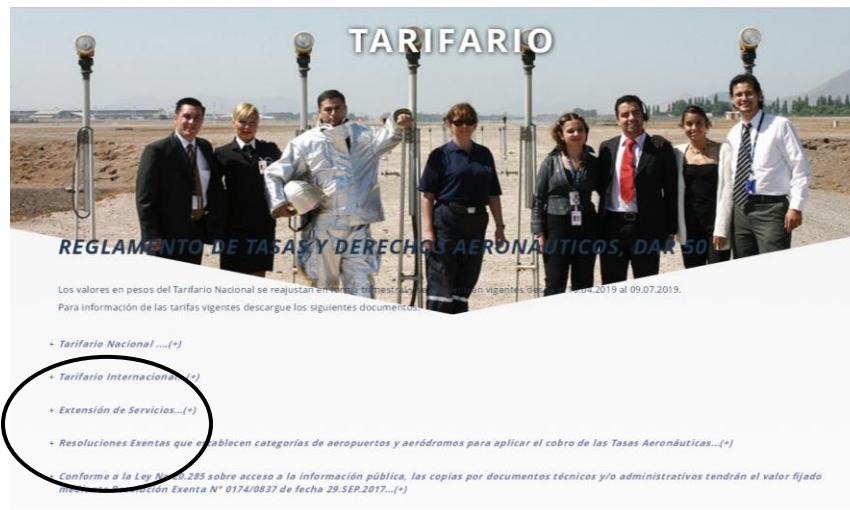 TARIFARIO
REGLAMENTO DE TASAS Y DERECHOS AERONÁUTICOS, DAR 50
Los valores en pesos del Tarifario Nacional se reajustan en forma trimestral y se vigentes 10.04.2019 al 09.07.2019.
Para información de las tarifas vigentes descargue los siguientes documentos:
+ Tarifario Nacional ....(+)
+ Tarifario Internacional...(+)
+ Extensión de Servicios...(+)
+ Resoluciones Exentas que establecen categorías de aeropuertos y aeródromos para aplicar el cobro de las Tasas Aeronáuticas...(+)
+ Conforme a la Ley No 20.285 sobre acceso a la información pública, las copias por documentos técnicos y/o administrativos tendrán el valor fijado
mediante Resolución Exenta N° 0174/0837 de fecha 29.SEP.2017...(+)